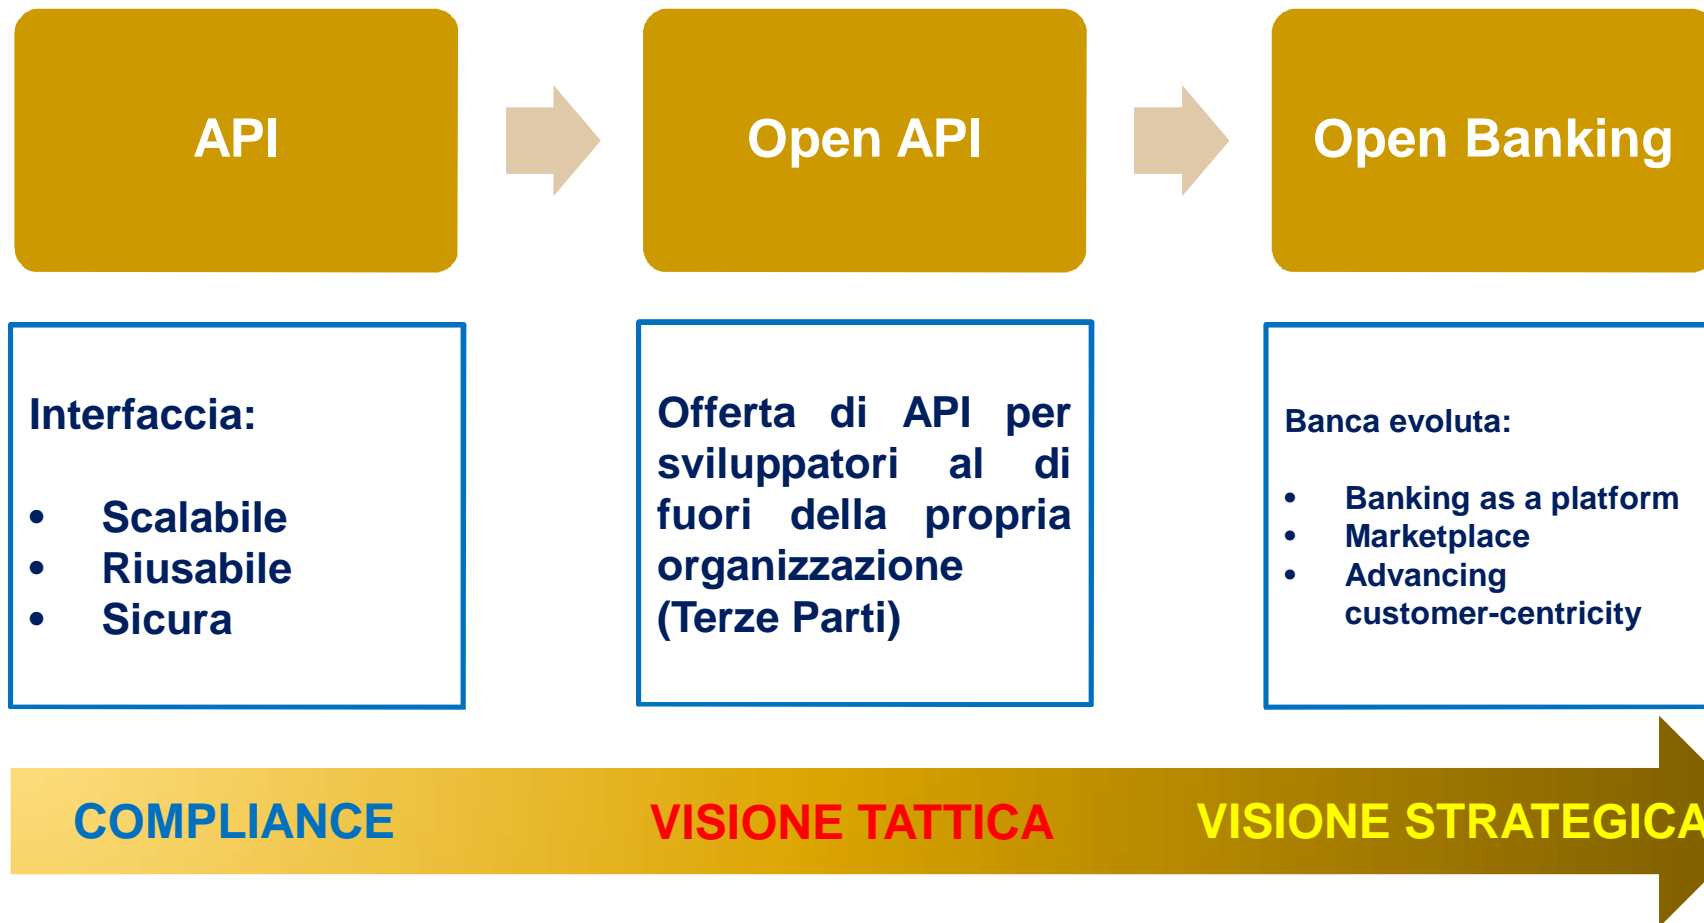 API
Open API
Open Banking
Interfaccia:
• Scalabile
• Riusabile
• Sicura
Offerta di API per
sviluppatori al di
fuori della propria
organizzazione
(Terze Parti)
Banca evoluta:
• Banking as a platform
• Marketplace
• Advancing
customer-centricity
COMPLIANCE
VISIONE TATTICA
VISIONE STRATEGICA